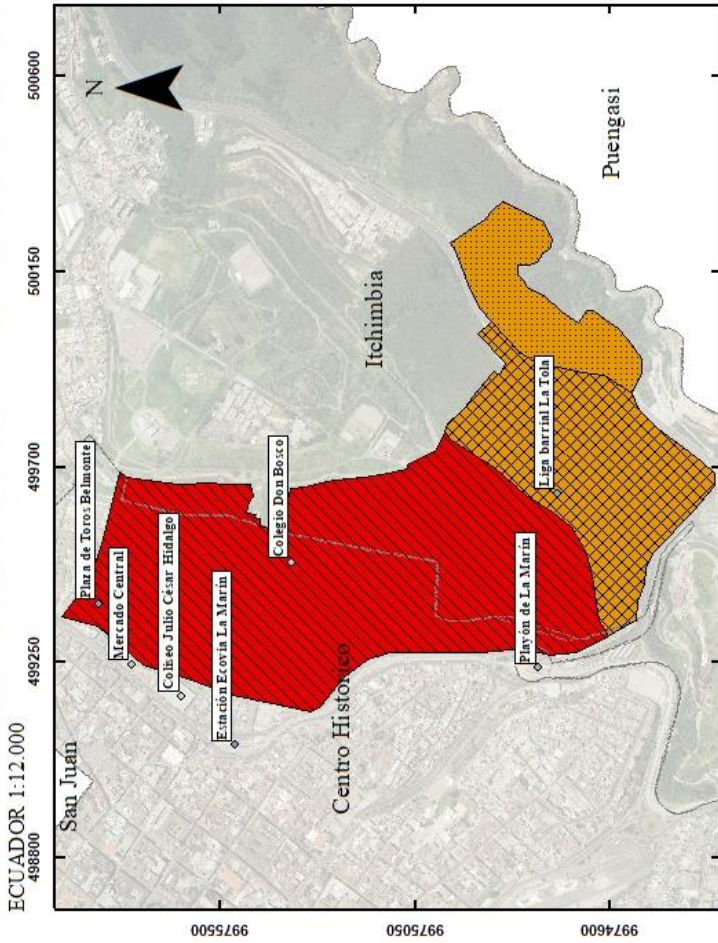 ECUADOR 1:12.000
498800
499250
499700
500150
500600
9975500
9975050
9974600
N
San Juan
Plaza de Toros Belmonte
Mercado Central
Coliseo Julio César Hidalgo
Estación Ecovía La Marín
Colegio Don Bosco
Centro Historico
Itchimbia
Playón de La Marín
Liga barrial La Tola
Puengasi